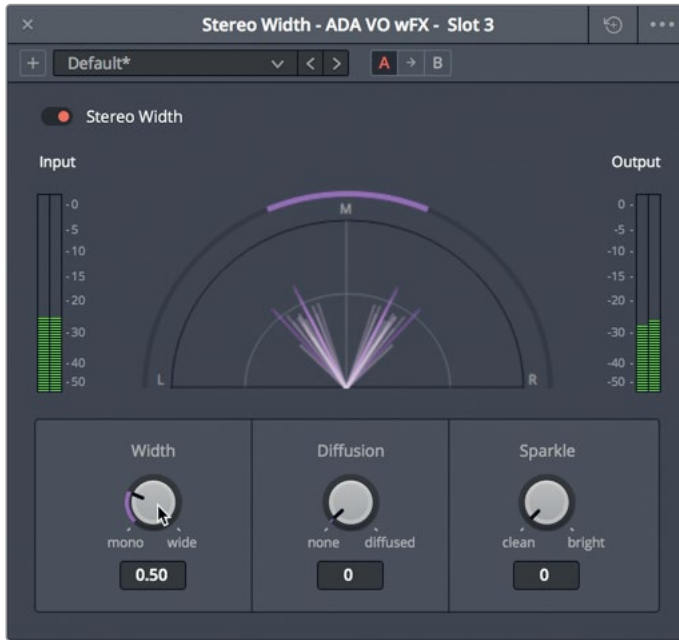 Stereo Width - ADA VO wFX - Slot 3
Default*
A
B
Stereo Width
Input
Output
-0
-5
-10
-15
-20
-30
-40
-50
M
L
R
0-
-5-
-10-
-15-
-20-
-30-
-40-
-50-
Width
mono wide
0.50
Diffusion
none diffused
0
Sparkle
clean bright
0